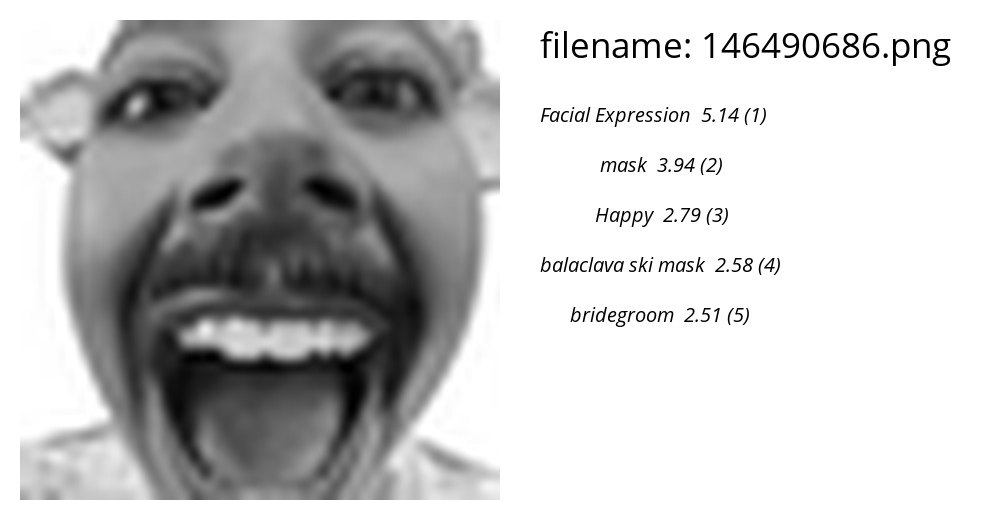 filename: 146490686.png
Facial Expression 5.14 (1)
mask 3.94 (2)
Happy 2.79 (3)
balaclava ski mask 2.58 (4)
bridegroom 2.51 (5)